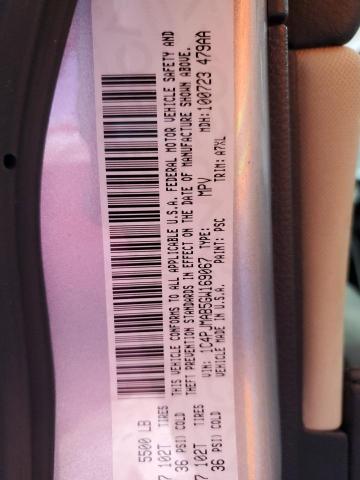 5500 LB
7 102T TIRES
36 PSI) COLD
7 102T TIRES
36 PSI) COLD
THIS VEHICLE CONFORMS TO ALL APPLICABLE U.S.A. FEDERAL MOTOR VEHICLE SAFETY AND
THEFT PREVENTION STANDARDS IN EFFECT ON THE DATE OF MANUFACTURE SHOWN ABOVE.
VIN: 1C4PJMAB5GW169067 TYPE: MPV MDH: 100723 479AA
VEHICLE MADE IN U.S.A. PAINT: PSC TRIM: A7XL